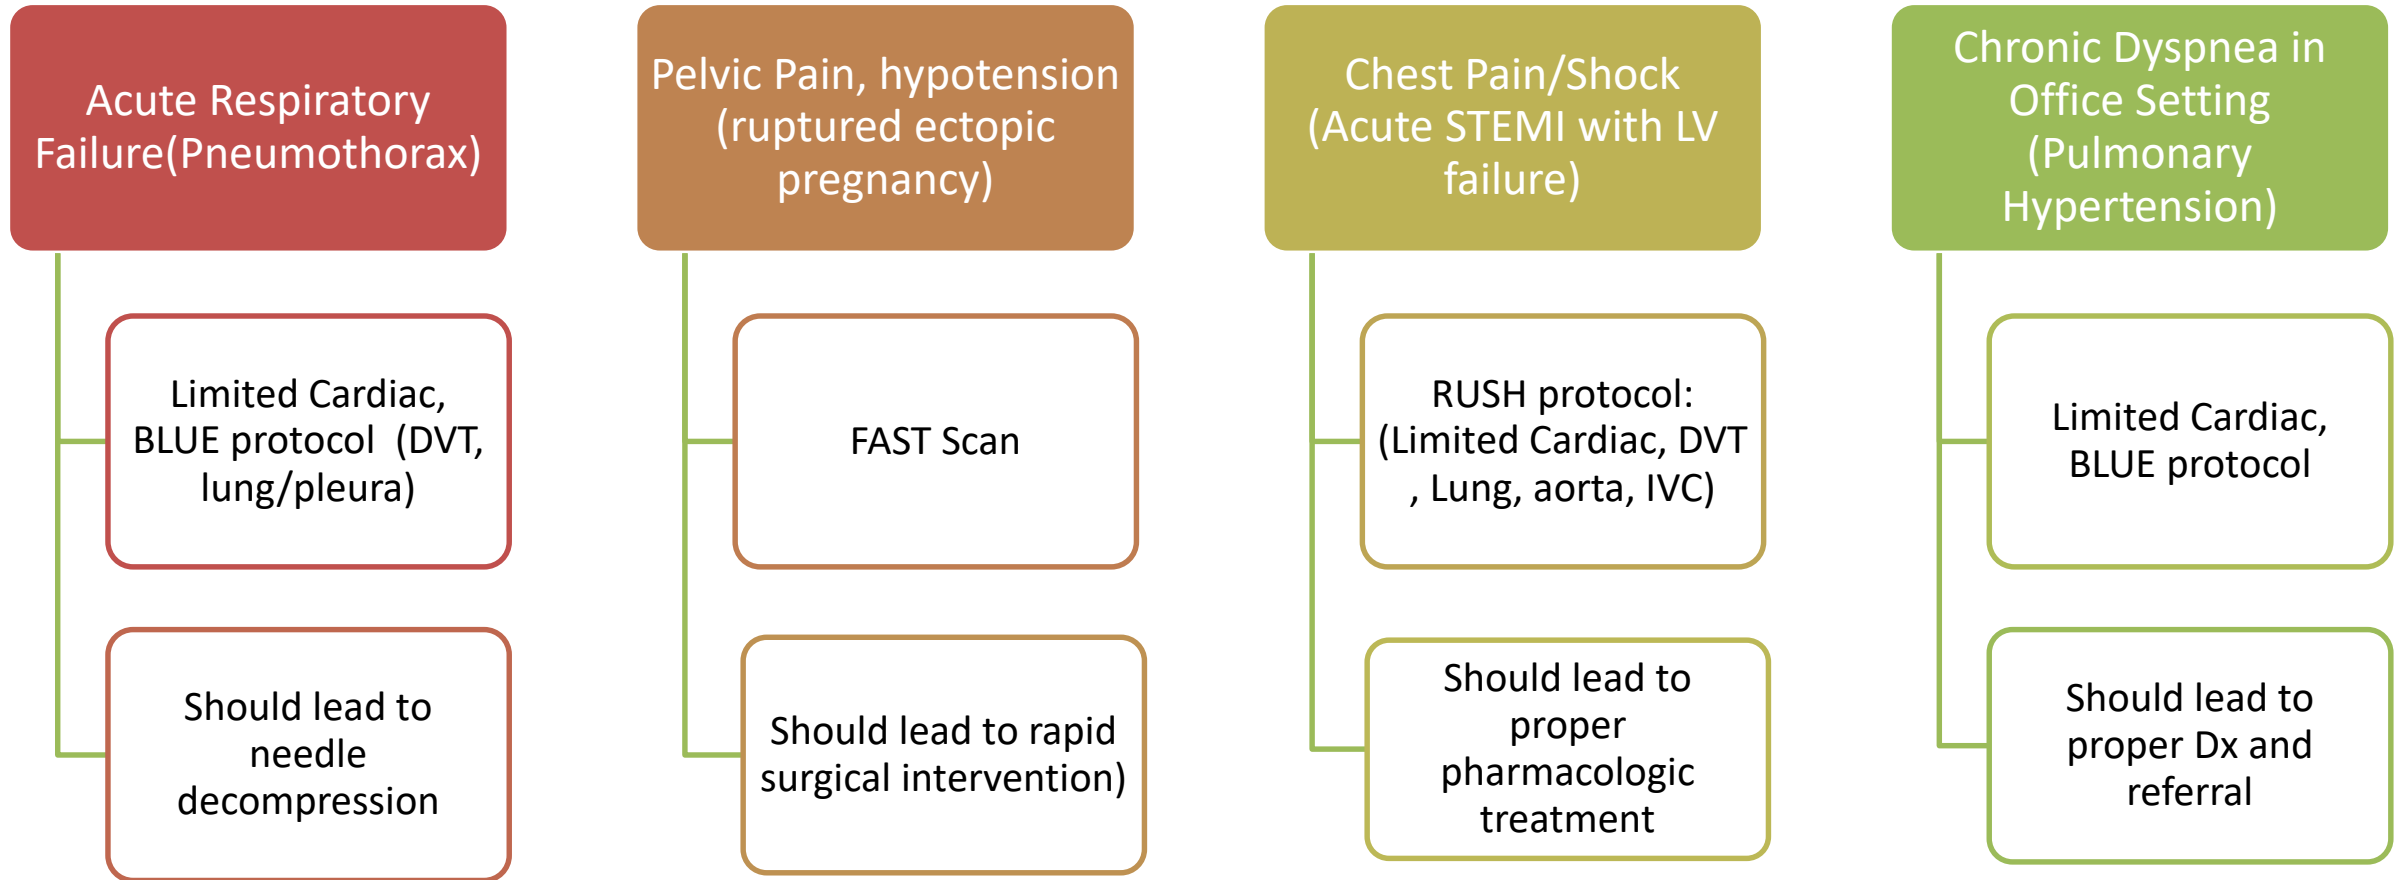 Acute Respiratory
Failure(Pneumothorax)
Limited Cardiac,
BLUE protocol  (DVT,
lung/pleura)
Should lead to
needle
decompression
Pelvic Pain, hypotension
(ruptured ectopic
pregnancy)
FAST Scan
Should lead to rapid
surgical intervention)
Chest Pain/Shock
(Acute STEMI with LV
failure)
RUSH protocol:
(Limited Cardiac, DVT
, Lung, aorta, IVC)
Should lead to
proper
pharmacologic
treatment
Chronic Dyspnea in
Office Setting
(Pulmonary
Hypertension)
Limited Cardiac,
BLUE protocol
Should lead to
proper Dx and
referral